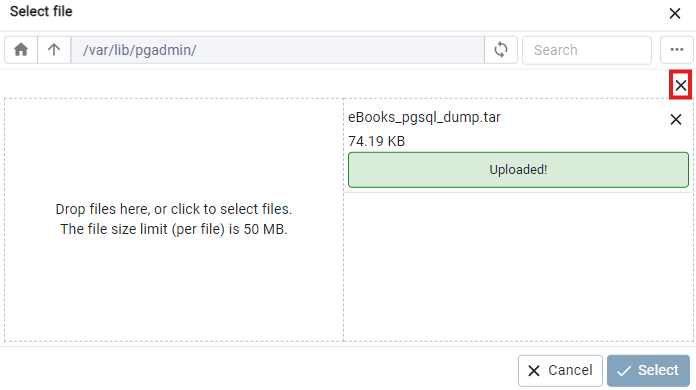 Select file
/var/lib/pgadmin/
Search
eBooks_pgsql_dump.tar
74.19 KB
Uploaded!
Drop files here, or click to select files.
The file size limit (per file) is 50 MB.
Cancel
Select